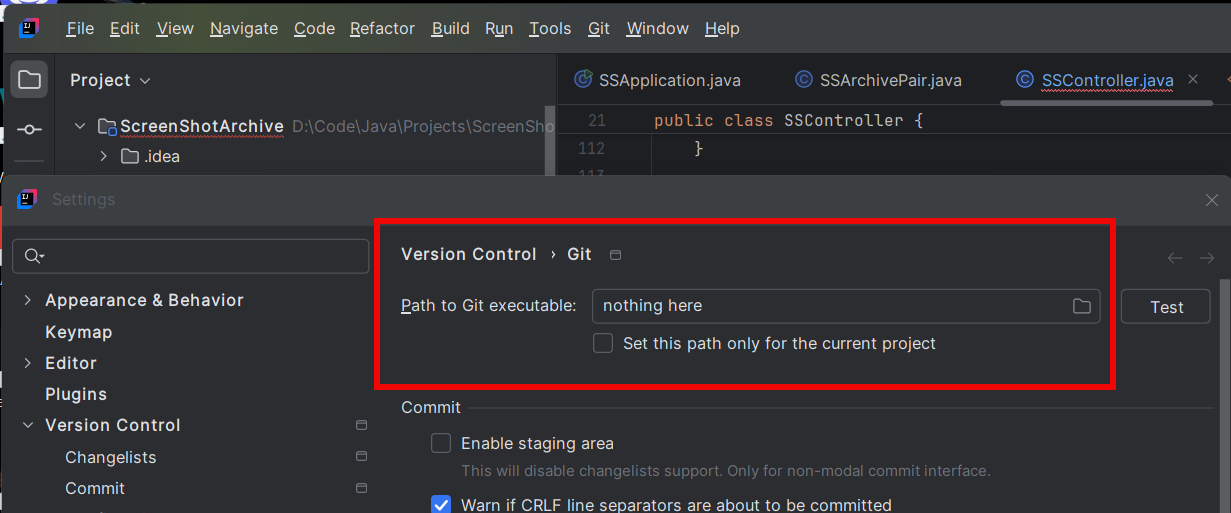 File Edit View Navigate Code Refactor Build Run Tools Git Window Help
Project
SSApplication.java SSArchivePair.java SSController.java
ScreenShotArchive D:\Code\Java\Projects\ScreenSho
.idea
21 public class SSController {
112 }
113
Settings
Version Control › Git
Path to Git executable: nothing here Test
Set this path only for the current project
Appearance & Behavior
Keymap
Editor
Plugins
Version Control
Changelists
Commit
Commit
Enable staging area
This will disable changelists support. Only for non-modal commit interface.
Warn if CRLF line separators are about to be committed